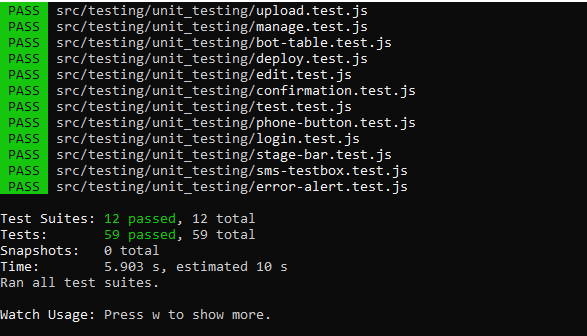 PASS src/testing/unit_testing/upload.test.js
PASS src/testing/unit_testing/manage.test.js
PASS src/testing/unit_testing/bot-table.test.js
PASS src/testing/unit_testing/deploy.test.js
PASS src/testing/unit_testing/edit.test.js
PASS src/testing/unit_testing/confirmation.test.js
PASS src/testing/unit_testing/test.test.js
PASS src/testing/unit_testing/phone-button.test.js
PASS src/testing/unit_testing/login.test.js
PASS src/testing/unit_testing/stage-bar.test.js
PASS src/testing/unit_testing/sms-testbox.test.js
PASS src/testing/unit_testing/error-alert.test.js
Test Suites: 12 passed, 12 total
Tests: 59 passed, 59 total
Snapshots: 0 total
Time: 5.903 s, estimated 10 s
Ran all test suites.
Watch Usage: Press w to show more.